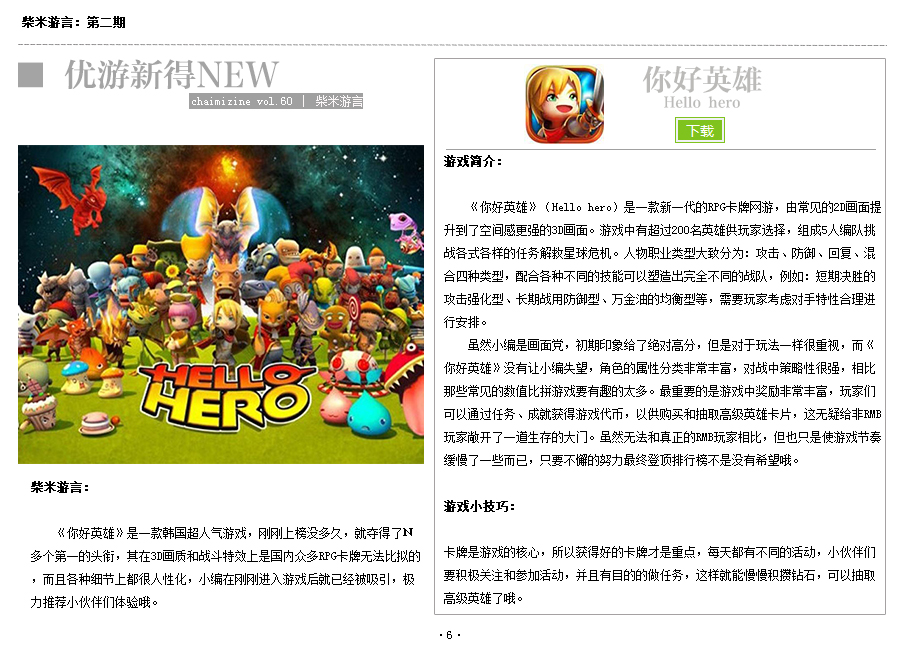 柴米游言：第二期
优游新得NEW
chaimizine vol.60 | 柴米游言
HELLO
HERO
柴米游言：
《你好英雄》是一款韩国超人气游戏，刚刚上榜没多久，就夺得了N
多个第一的头衔，其在3D画质和战斗特效上是国内众多RPG卡牌无法比拟的
，而且各种细节上都很人性化，小编在刚刚进入游戏后就已经被吸引，极
力推荐小伙伴们体验哦。
你好英雄
Hello hero
下载
游戏简介：
《你好英雄》（Hello hero）是一款新一代的RPG卡牌网游，由常见的2D画面提
升到了空间感更强的3D画面。游戏中有超过200名英雄供玩家选择，组成5人编队挑
战各式各样的任务解救星球危机。人物职业类型大致分为：攻击、防御、回复、混
合四种类型，配合各种不同的技能可以塑造出完全不同的战队，例如：短期决胜的
攻击强化型、长期战用防御型、万金油的均衡型等，需要玩家考虑对手特性合理进
行安排。
虽然小编是画面党，初期印象给了绝对高分，但是对于玩法一样很重视，而《
你好英雄》没有让小编失望，角色的属性分类非常丰富，对战中策略性很强，相比
那些常见的数值比拼游戏要有趣的太多。最重要的是游戏中奖励非常丰富，玩家们
可以通过任务、成就获得游戏代币，以供购买和抽取高级英雄卡片，这无疑给非RMB
玩家敞开了一道生存的大门。虽然无法和真正的RMB玩家相比，但也只是使游戏节奏
缓慢了一些而已，只要不懈的努力最终登顶排行榜不是没有希望哦。
游戏小技巧：
卡牌是游戏的核心，所以获得好的卡牌才是重点，每天都有不同的活动，小伙伴们
要积极关注和参加活动，并且有目的的做任务，这样就能慢慢积攒钻石，可以抽取
高级英雄了哦。
·6·